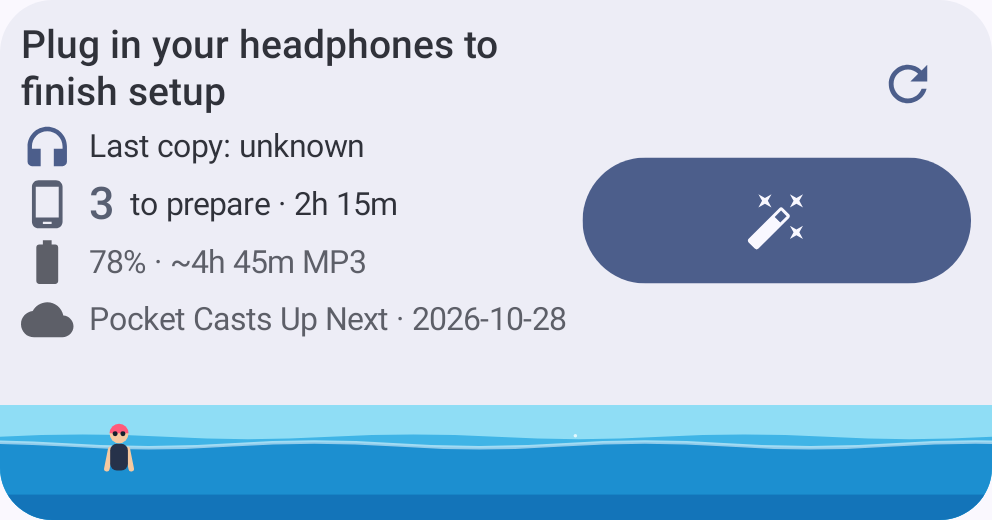 Plug in your headphones to
finish setup
Last copy: unknown
3 to prepare · 2h 15m
78% · ~4h 45m MP3
Pocket Casts Up Next · 2026-10-28